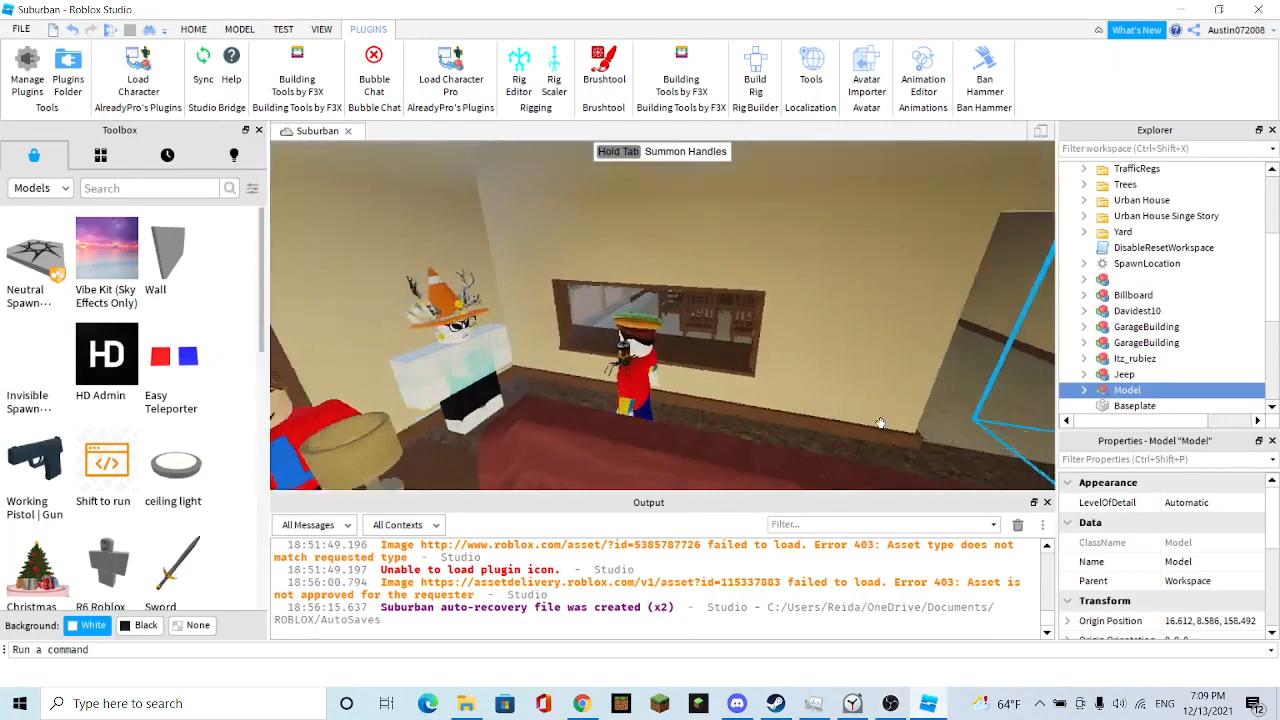 Suburban - Roblox Studio
FILE HOME MODEL TEST VIEW PLUGINS What's New Austin072008
Manage Plugins
Plugins Folder
Tools
Load Character
AlreadyPro's Plugins
Sync
Help
Studio Bridge
Building Tools by F3X
Building Tools by F3X
Bubble Chat
Bubble Chat
Load Character Pro
AlreadyPro's Plugins
Rig Editor
Rig Scaler
Rigging
Brushtool
Brushtool
Building Tools by F3X
Building Tools by F3X
Build Rig
Rig Builder
Tools
Localization
Avatar Importer
Avatar
Animation Editor
Animations
Ban Hammer
Ban Hammer
Toolbox
Models
Search
Neutral Spawn...
Vibe Kit (Sky Effects Only)
Wall
Invisible Spawn...
HD
HD Admin
Easy Teleporter
Working Pistol | Gun
Shift to run
ceiling light
Christmas
R6 Roblox
Sword
Background: White Black None
Suburban
Hold Tab Summon Handles
Output
All Messages All Contexts Filter...
18:51:49.196 Image http://www.roblox.com/asset/?id=5385787726 failed to load. Error 403: Asset type does not
match requested type - Studio
18:51:49.197 Unable to load plugin icon. - Studio
18:56:00.794 Image https://assetdelivery.roblox.com/v1/asset?id=115337883 failed to load. Error 403: Asset is
not approved for the requester - Studio
18:56:15.637 Suburban auto-recovery file was created (x2) - Studio - C:/Users/Reida/OneDrive/Documents/
ROBLOX/AutoSaves
Explorer
Filter workspace (Ctrl+Shift+X)
TrafficRegs
Trees
Urban House
Urban House Singe Story
Yard
DisableResetWorkspace
SpawnLocation
Billboard
Davidest10
GarageBuilding
GarageBuilding
Itz_rubiez
Jeep
Model
Baseplate
Properties - Model "Model"
Filter Properties (Ctrl+Shift+P)
Appearance
LevelOfDetail Automatic
Data
ClassName Model
Name Model
Parent Workspace
Transform
Origin Position 16.612, 8.586, 158.492
Run a command
Type here to search
64°F
12:09 PM
12/13/2021
2